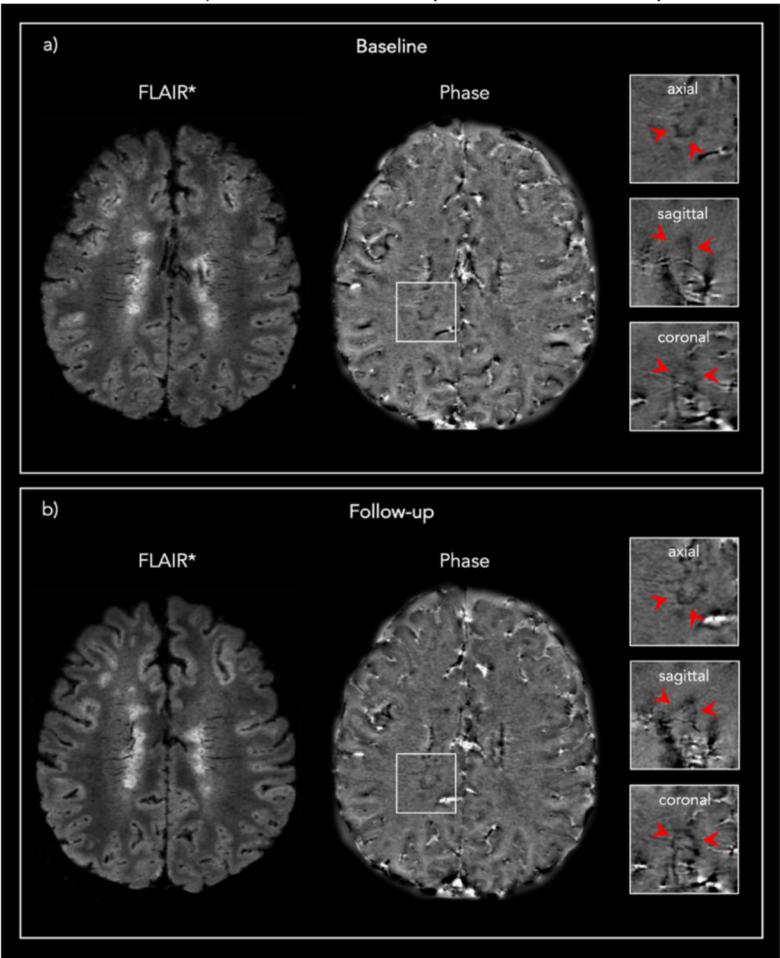 a)
Baseline
FLAIR*
Phase
axial
sagittal
coronal
b)
Follow-up
FLAIR*
Phase
axial
sagittal
coronal